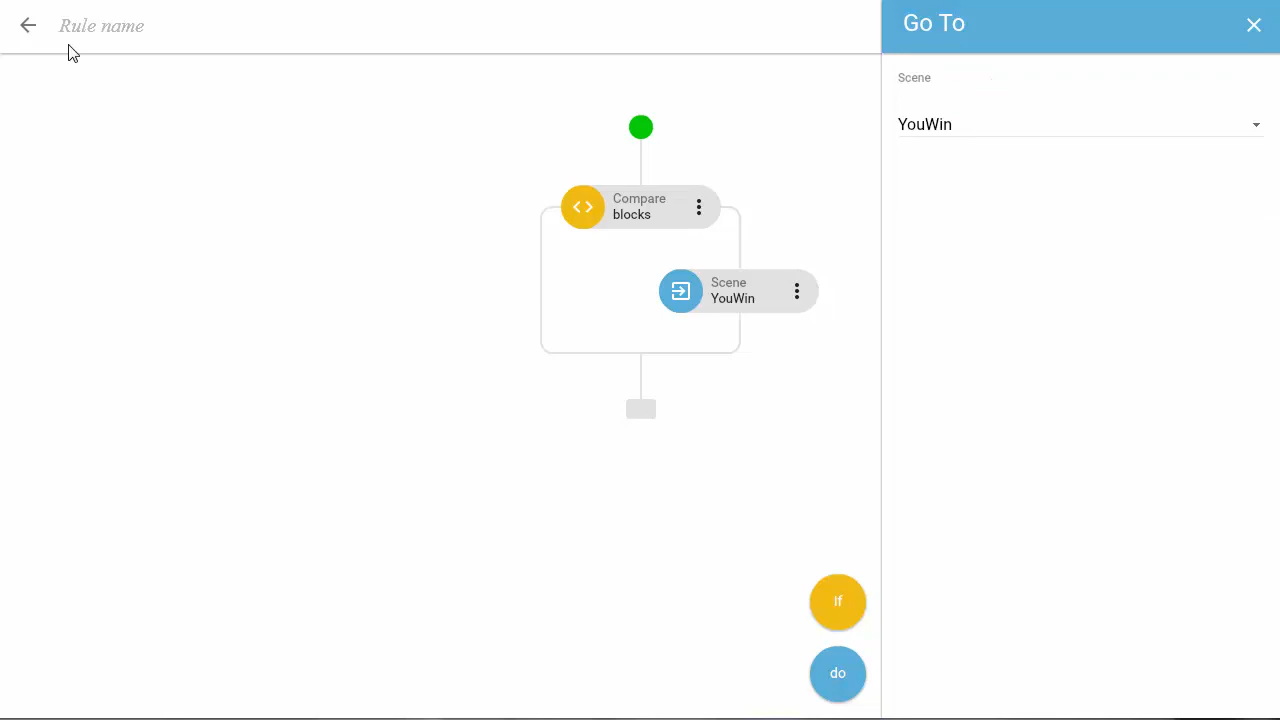 Rule name
Go To
Scene
YouWin
Compare
blocks
Scene
YouWin
If
do